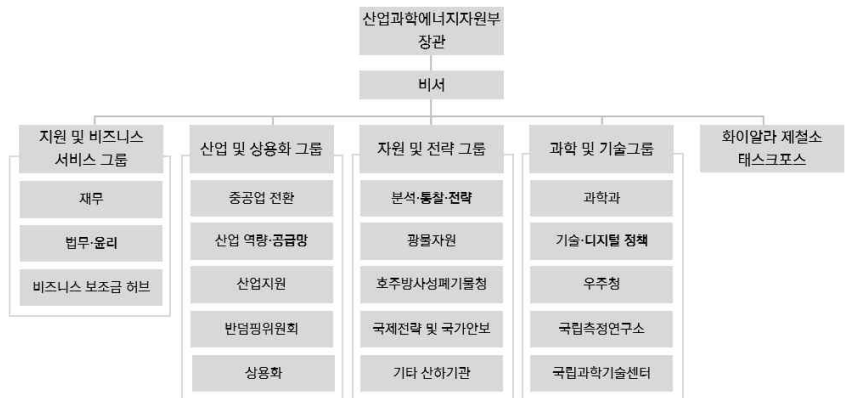 산업과학에너지자원부
장관
비서
지원 및 비즈니스
서비스 그룹
재무
법무·윤리
비즈니스 보조금 허브
산업 및 상용화 그룹
중공업 전환
산업 역량·공급망
산업지원
반덤핑위원회
상용화
자원 및 전략 그룹
분석·통찰·전략
광물자원
호주방사성폐기물청
국제전략 및 국가안보
기타 산하기관
과학 및 기술그룹
과학과
기술·디지털 정책
우주청
국립측정연구소
국립과학기술센터
화이알라 제철소
태스크포스